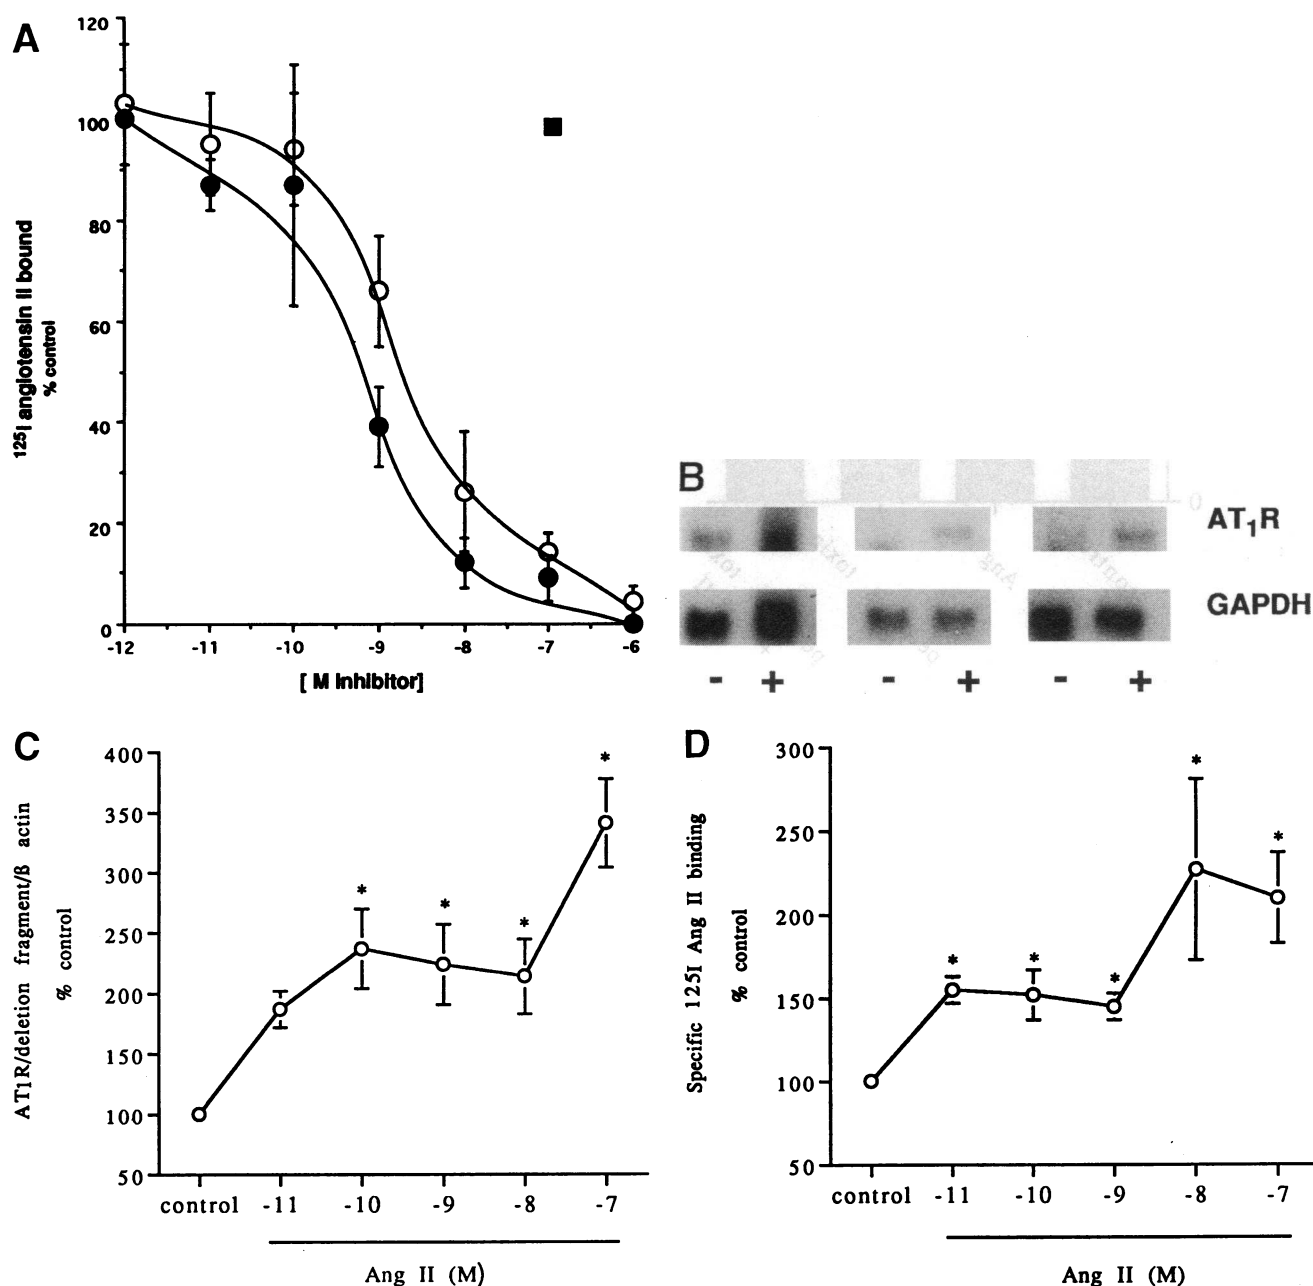 A
120
100
80
60
40
20
0
125I angiotensin II bound
% control
-12 -11 -10 -9 -8 -7 -6
[ M Inhibitor]
B
AT1R
GAPDH
- + - + - +
C
400
350
300
250
200
150
100
50
AT1R/deletion fragment/ß actin
% control
* * * *
control -11 -10 -9 -8 -7
Ang II (M)
D
300
250
200
150
100
50
Specific 125I Ang II binding
% control
* * * * *
control -11 -10 -9 -8 -7
Ang II (M)